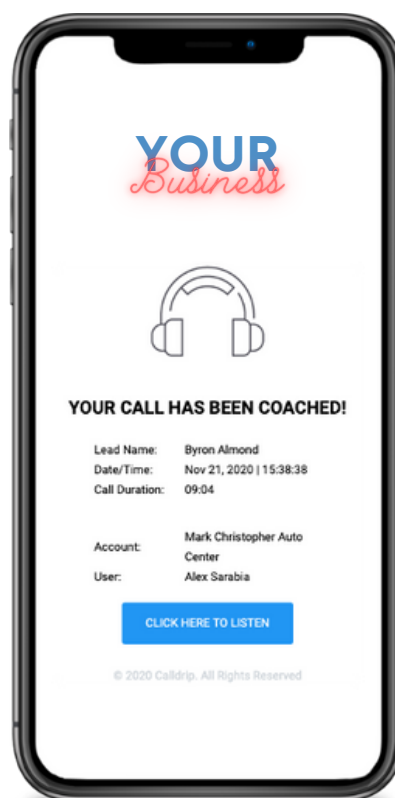 YOUR
Business
YOUR CALL HAS BEEN COACHED!
Lead Name: Byron Almond
Date/Time: Nov 21, 2020 | 15:38:38
Call Duration: 09:04
Account: Mark Christopher Auto
Center
User: Alex Sarabia
CLICK HERE TO LISTEN
© 2020 Calldrip. All Rights Reserved